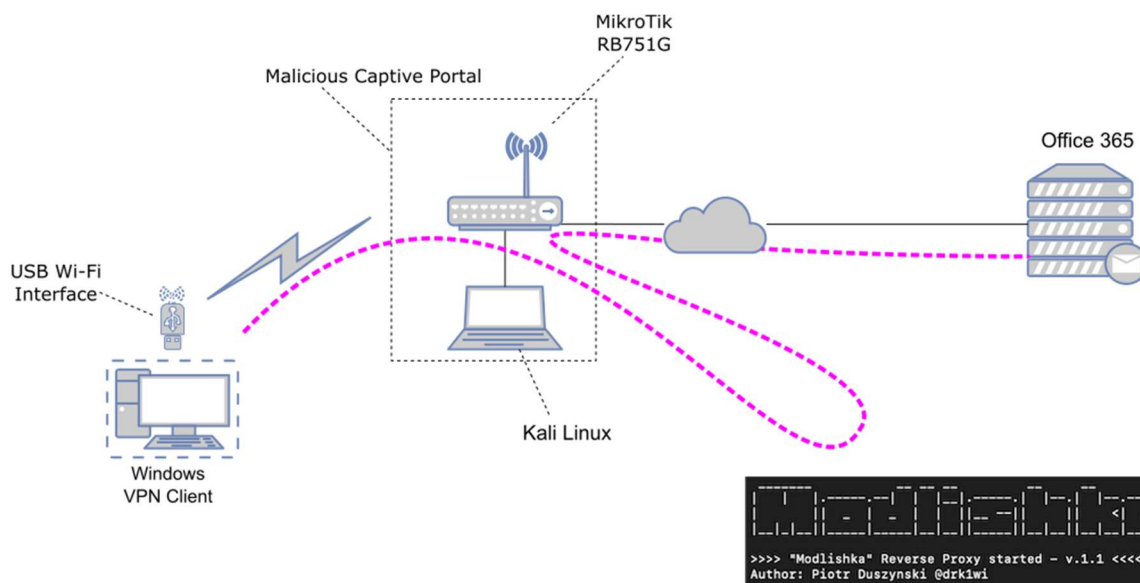 MikroTik
RB751G
Malicious Captive Portal
Office 365
USB Wi-Fi
Interface
Kali Linux
Windows
VPN Client
Modlishk
>>>> "Modlishka" Reverse Proxy started - v.1.1 <<<<
Author: Piotr Duszynski @drk1wi